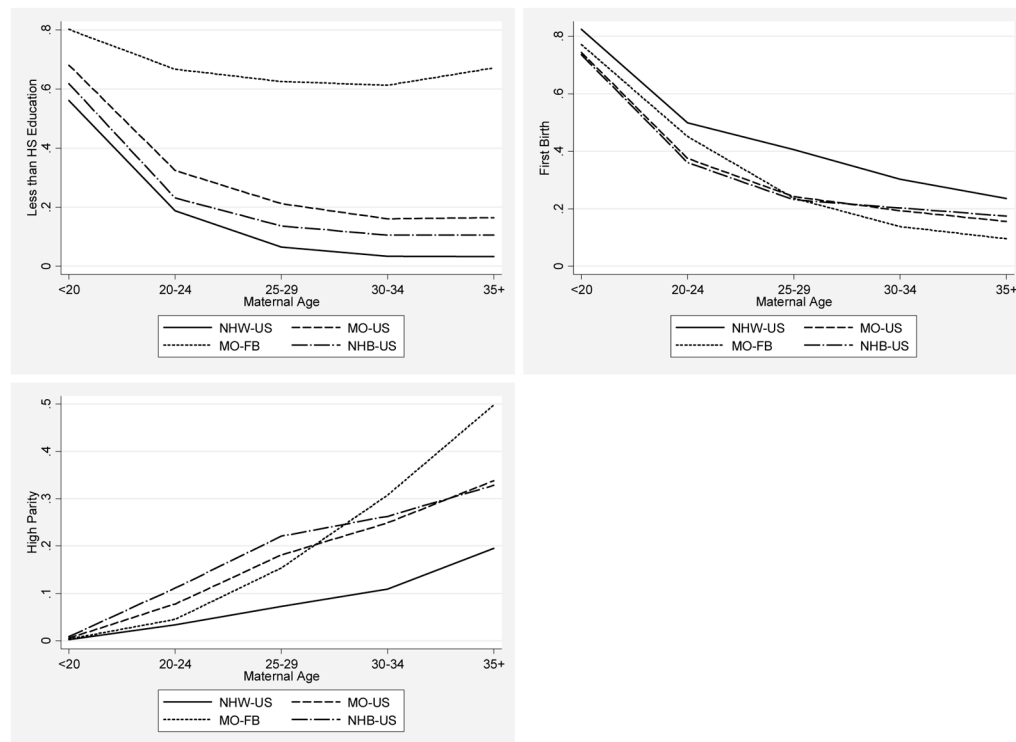 Less than HS Education
.8
.6
.4
.2
0
<20 20-24 25-29 30-34 35+
Maternal Age
NHW-US MO-US
MO-FB NHB-US
First Birth
.8
.6
.4
.2
0
<20 20-24 25-29 30-34 35+
Maternal Age
NHW-US MO-US
MO-FB NHB-US
High Parity
.5
.4
.3
.2
.1
0
<20 20-24 25-29 30-34 35+
Maternal Age
NHW-US MO-US
MO-FB NHB-US